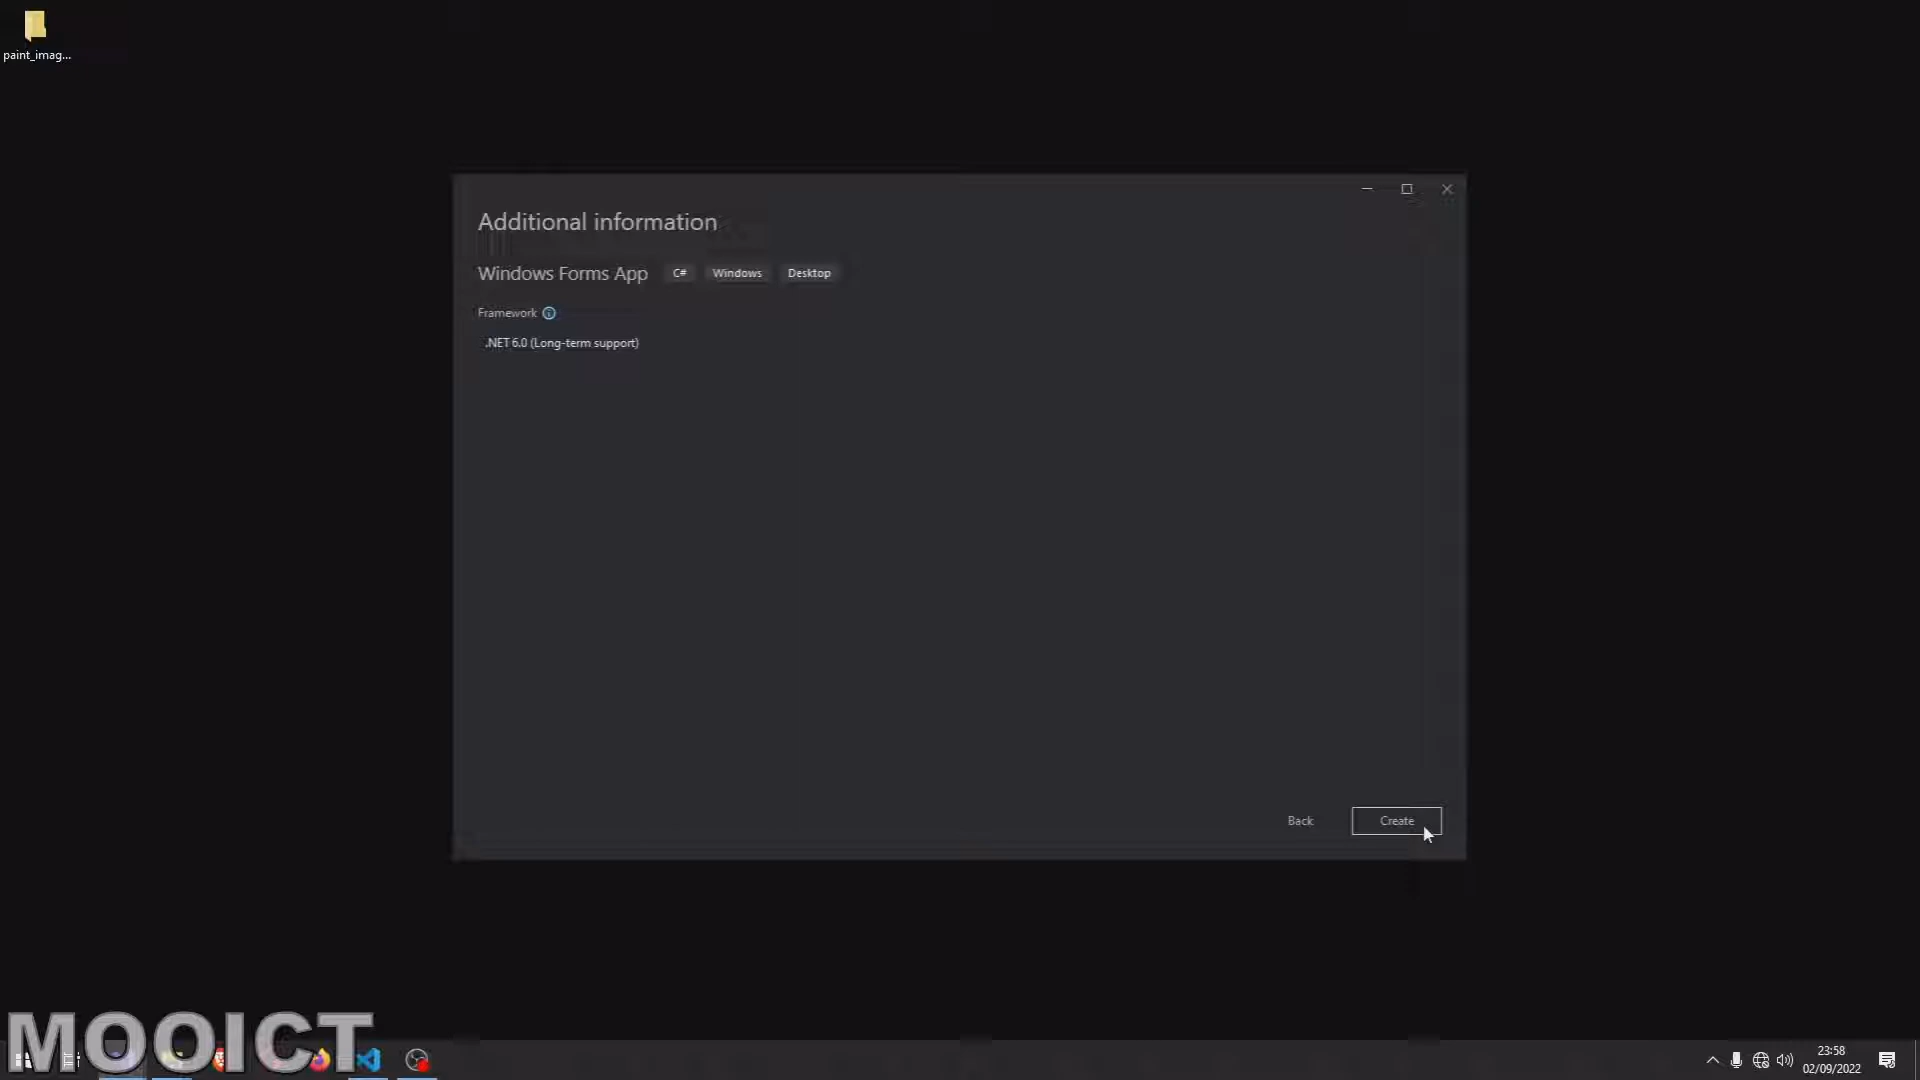 paint_imag...
Additional information
Windows Forms App C# Windows Desktop
Framework
.NET 6.0 (Long-term support)
Back Create
MOOICT
23:58
02/09/2022